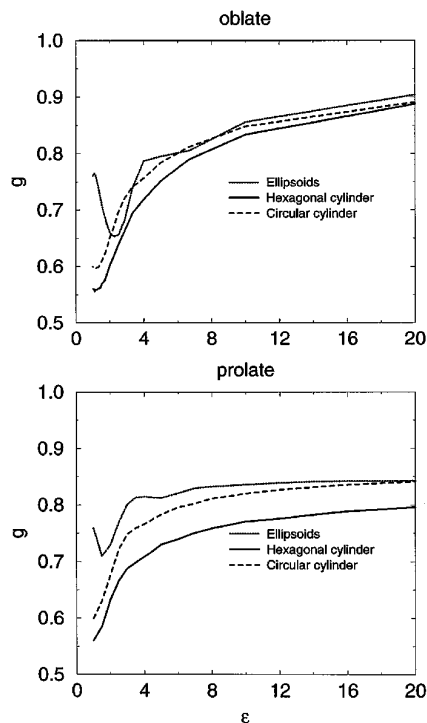 oblate
1.0
0.9
0.8
g
0.7
0.6
0.5
Ellipsoids
Hexagonal cylinder
Circular cylinder
0 4 8 12 16 20
prolate
1.0
0.9
0.8
g
0.7
0.6
0.5
Ellipsoids
Hexagonal cylinder
Circular cylinder
0 4 8 12 16 20
ε